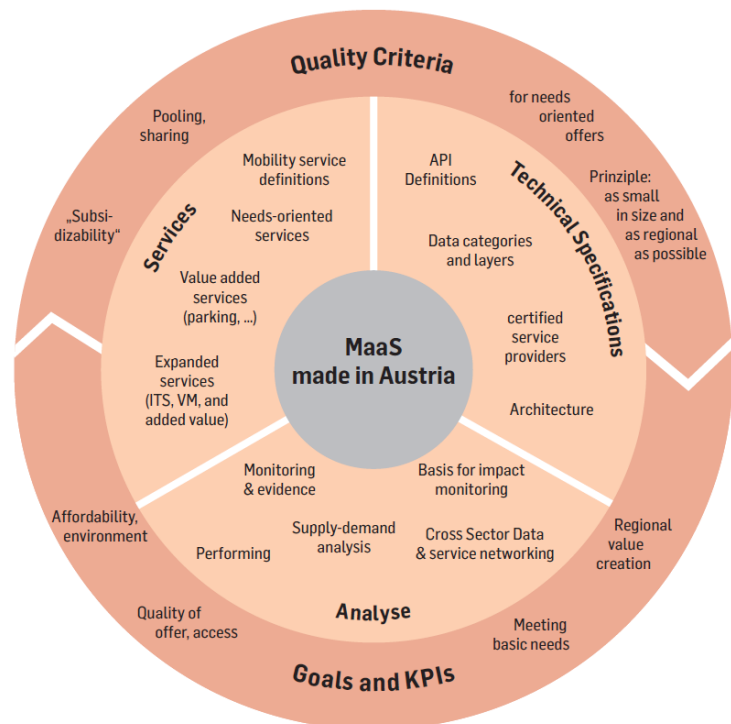 Quality Criteria
Pooling,
sharing
„Subsi-
dizability“
for needs
oriented
offers
Prinziple:
as small
in size and
as regional
as possible
Services
Mobility service
definitions
Needs-oriented
services
Value added
services
(parking, ...)
Expanded
services
(ITS, VM, and
added value)
Technical Specifications
API
Definitions
Data categories
and layers
certified
service
providers
Architecture
MaaS
made in Austria
Monitoring
& evidence
Basis for impact
monitoring
Performing
Supply-demand
analysis
Cross Sector Data
& service networking
Analyse
Affordability,
environment
Quality of
offer, access
Regional
value
creation
Meeting
basic needs
Goals and KPIs